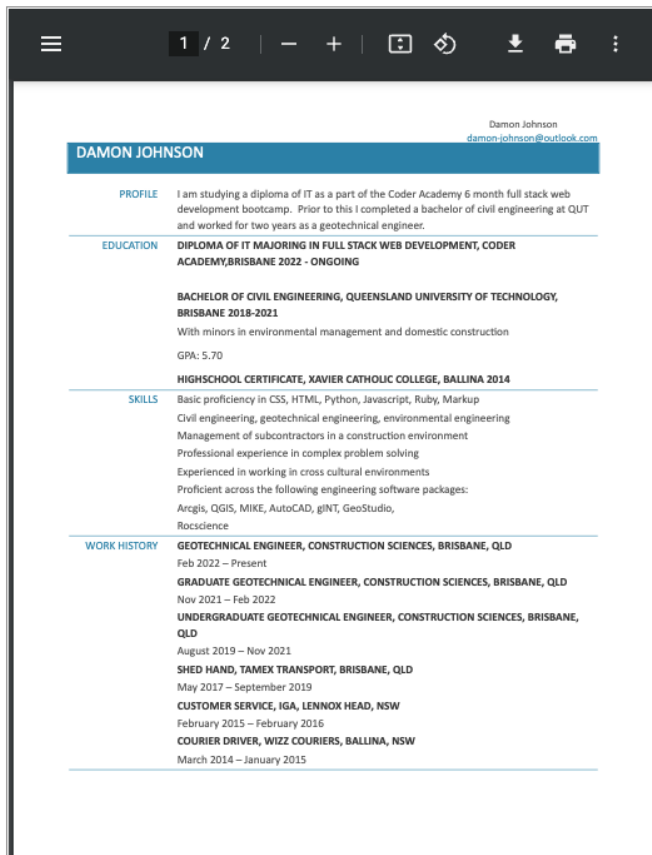 1 / 2
Damon Johnson
damon-johnson@outlook.com
DAMON JOHNSON
PROFILE I am studying a diploma of IT as a part of the Coder Academy 6 month full stack web
development bootcamp. Prior to this I completed a bachelor of civil engineering at QUT
and worked for two years as a geotechnical engineer.
EDUCATION DIPLOMA OF IT MAJORING IN FULL STACK WEB DEVELOPMENT, CODER
ACADEMY,BRISBANE 2022 - ONGOING
BACHELOR OF CIVIL ENGINEERING, QUEENSLAND UNIVERSITY OF TECHNOLOGY,
BRISBANE 2018-2021
With minors in environmental management and domestic construction
GPA: 5.70
HIGHSCHOOL CERTIFICATE, XAVIER CATHOLIC COLLEGE, BALLINA 2014
SKILLS Basic proficiency in CSS, HTML, Python, Javascript, Ruby, Markup
Civil engineering, geotechnical engineering, environmental engineering
Management of subcontractors in a construction environment
Professional experience in complex problem solving
Experienced in working in cross cultural environments
Proficient across the following engineering software packages:
Arcgis, QGIS, MIKE, AutoCAD, gINT, GeoStudio,
Rocscience
WORK HISTORY GEOTECHNICAL ENGINEER, CONSTRUCTION SCIENCES, BRISBANE, QLD
Feb 2022 – Present
GRADUATE GEOTECHNICAL ENGINEER, CONSTRUCTION SCIENCES, BRISBANE, QLD
Nov 2021 – Feb 2022
UNDERGRADUATE GEOTECHNICAL ENGINEER, CONSTRUCTION SCIENCES, BRISBANE,
QLD
August 2019 – Nov 2021
SHED HAND, TAMEX TRANSPORT, BRISBANE, QLD
May 2017 – September 2019
CUSTOMER SERVICE, IGA, LENNOX HEAD, NSW
February 2015 – February 2016
COURIER DRIVER, WIZZ COURIERS, BALLINA, NSW
March 2014 – January 2015